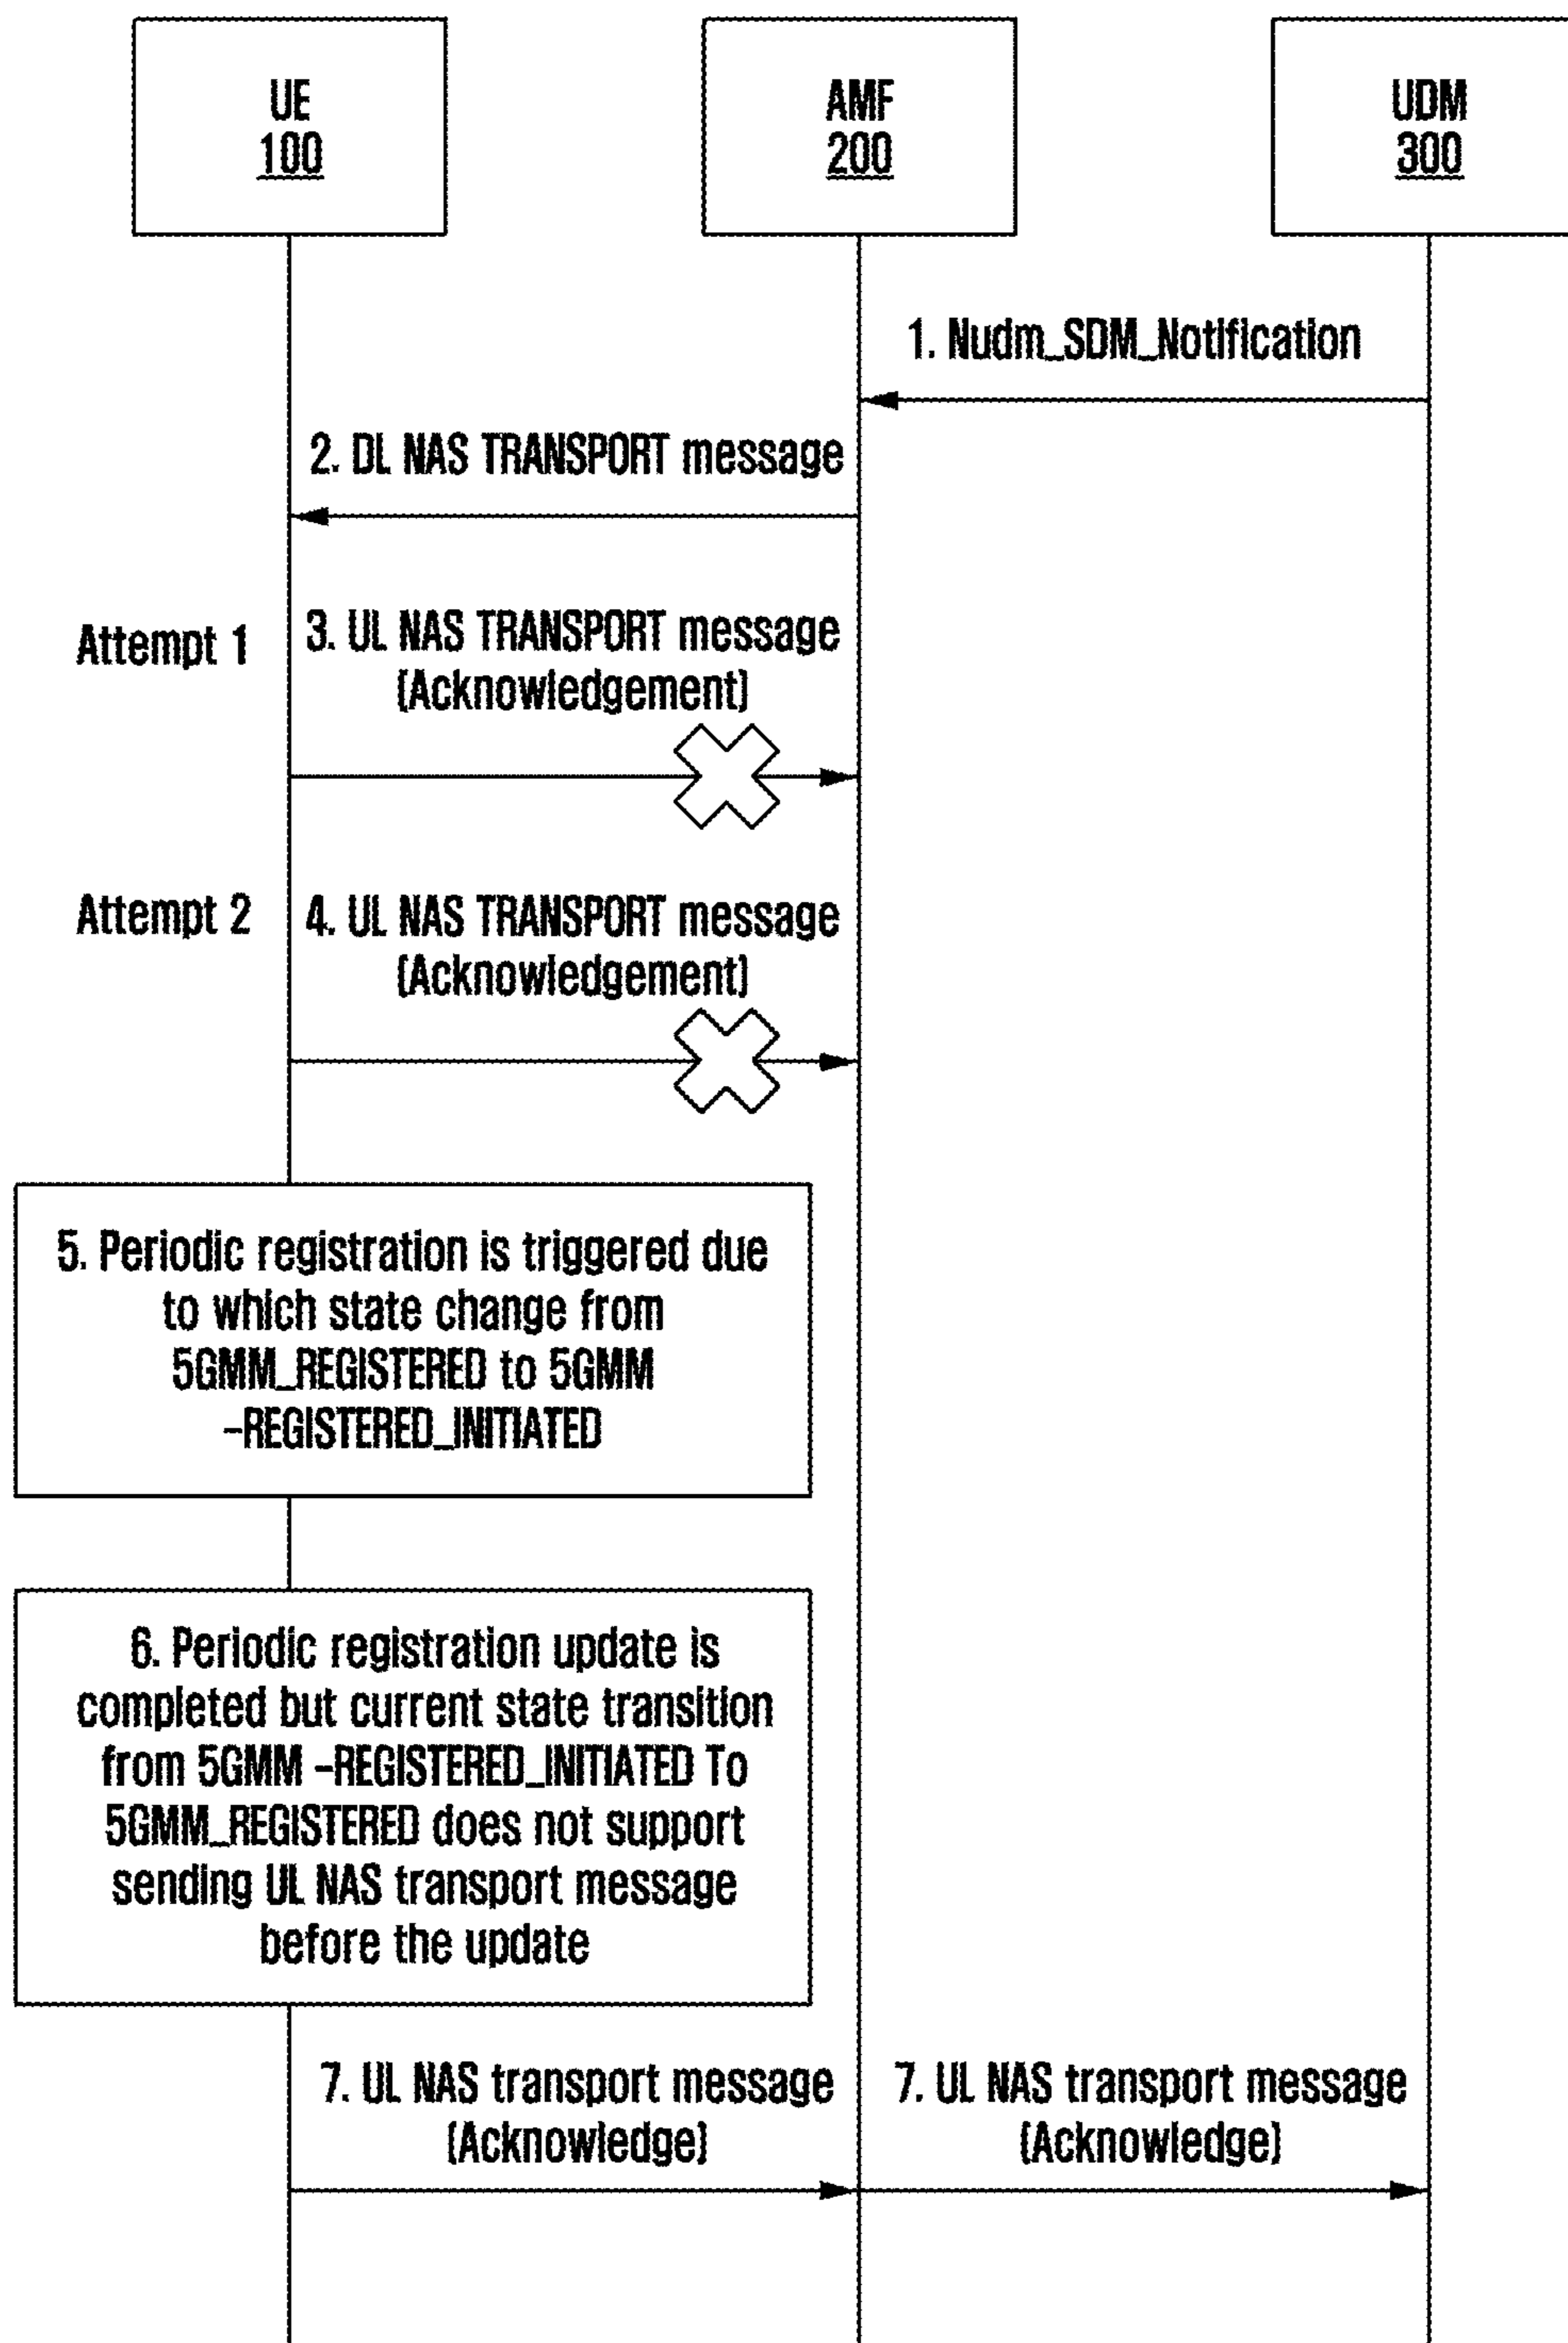 UE
100
AMF
200
UDM
300
1. Nudm_SDM_Notification
2. DL NAS TRANSPORT message
Attempt 1
3. UL NAS TRANSPORT message
(Acknowledgement)
Attempt 2
4. UL NAS TRANSPORT message
(Acknowledgement)
5. Periodic registration is triggered due
to which state change from
5GMM_REGISTERED to 5GMM
-REGISTERED_INITIATED
6. Periodic registration update is
completed but current state transition
from 5GMM -REGISTERED_INITIATED To
5GMM_REGISTERED does not support
sending UL NAS transport message
before the update
7. UL NAS transport message
(Acknowledge)
7. UL NAS transport message
(Acknowledge)